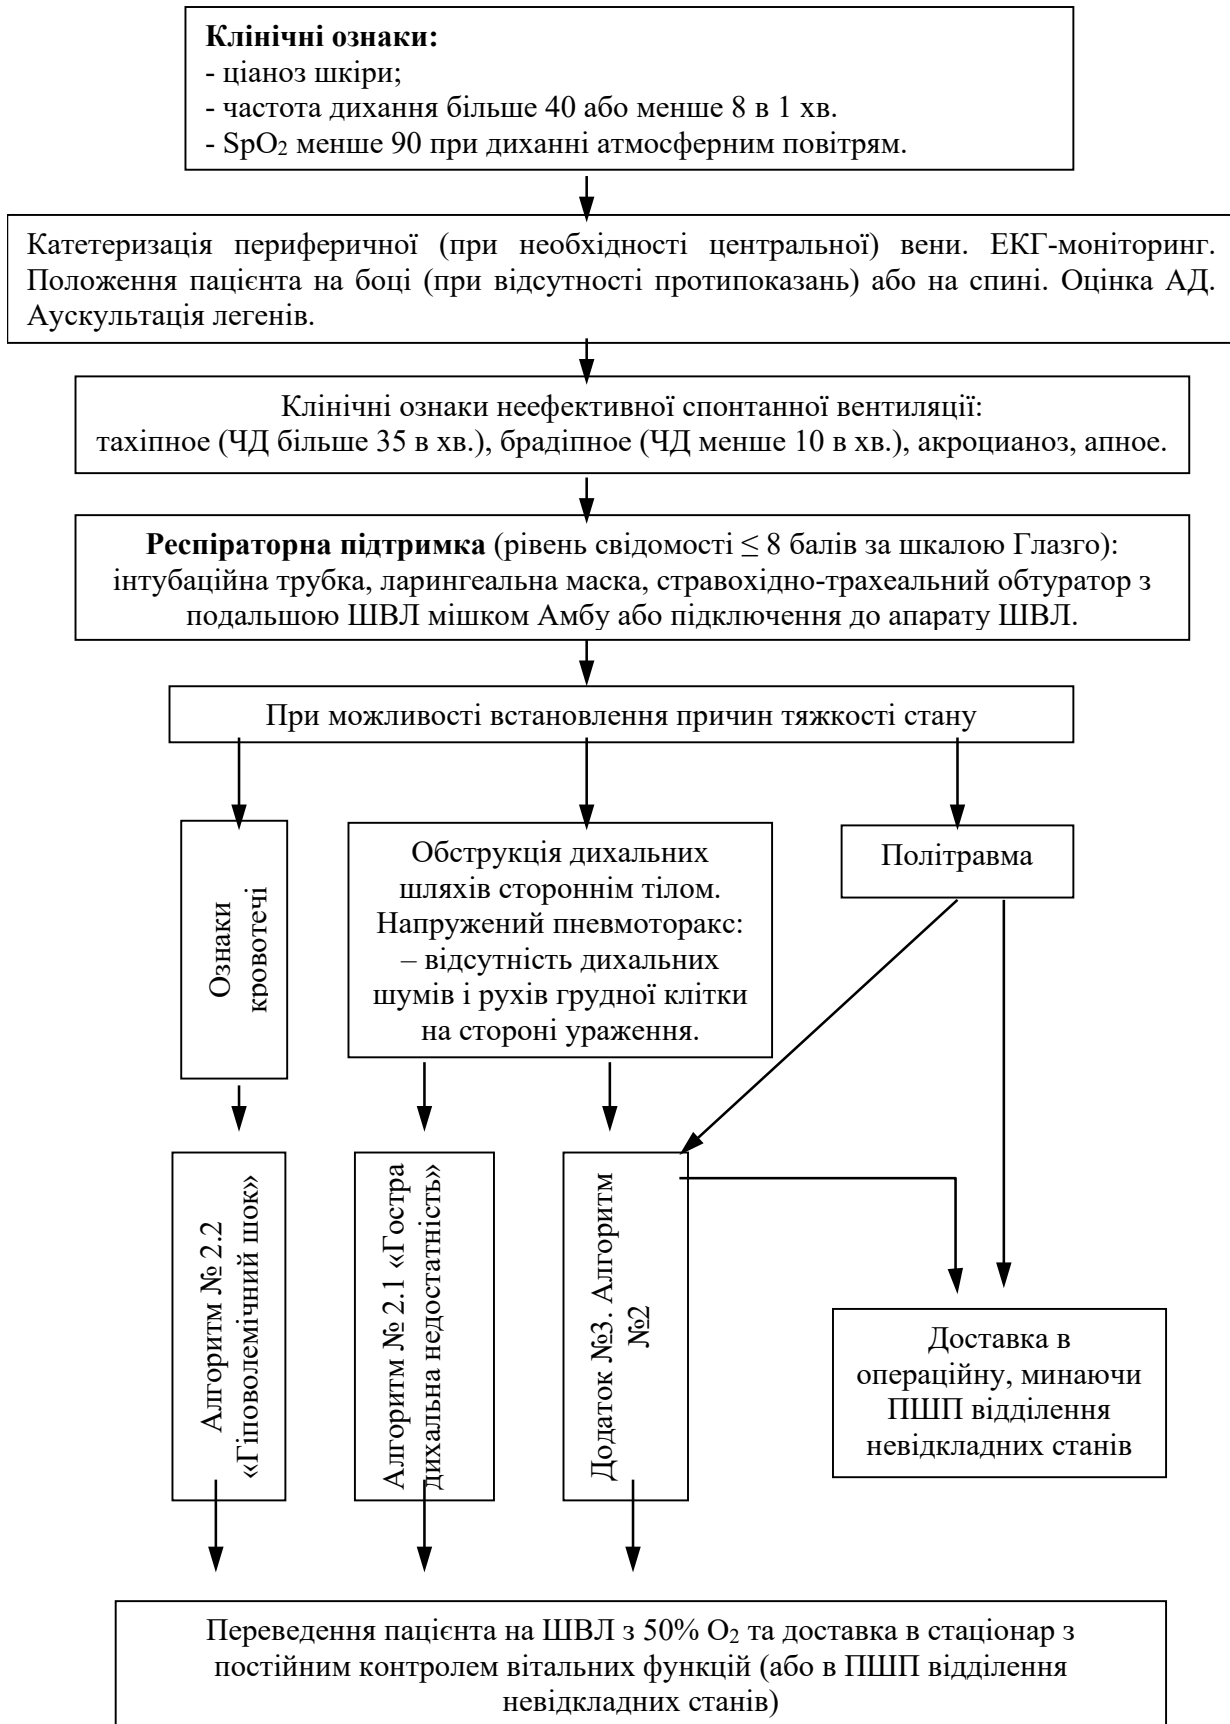 Клінічні ознаки:
- ціаноз шкіри;
- частота дихання більше 40 або менше 8 в 1 хв.
- SpO₂ менше 90 при диханні атмосферним повітрям.
Катетеризація периферичної (при необхідності центральної) вени. ЕКГ-моніторинг.
Положення пацієнта на боці (при відсутності протипоказань) або на спині. Оцінка АД.
Аускультація легенів.
Клінічні ознаки неефективної спонтанної вентиляції:
тахіпное (ЧД більше 35 в хв.), брадіпное (ЧД менше 10 в хв.), акроцианоз, апное.
Респіраторна підтримка (рівень свідомості ≤ 8 балів за шкалою Глазго):
інтубаційна трубка, ларингеальна маска, стравохідно-трахеальний обтуратор з
подальшою ШВЛ мішком Амбу або підключення до апарату ШВЛ.
При можливості встановлення причин тяжкості стану
Ознаки
кровотечі
Обструкція дихальних
шляхів стороннім тілом.
Напружений пневмоторакс:
– відсутність дихальних
шумів і рухів грудної клітки
на стороні ураження.
Політравма
Алгоритм № 2.2
«Гіповолемічний шок»
Алгоритм № 2.1 «Гостра
дихальна недостатність»
Додаток №3. Алгоритм
№2
Доставка в
операційну, минаючи
ПШП відділення
невідкладних станів
Переведення пацієнта на ШВЛ з 50% O₂ та доставка в стаціонар з
постійним контролем вітальних функцій (або в ПШП відділення
невідкладних станів)